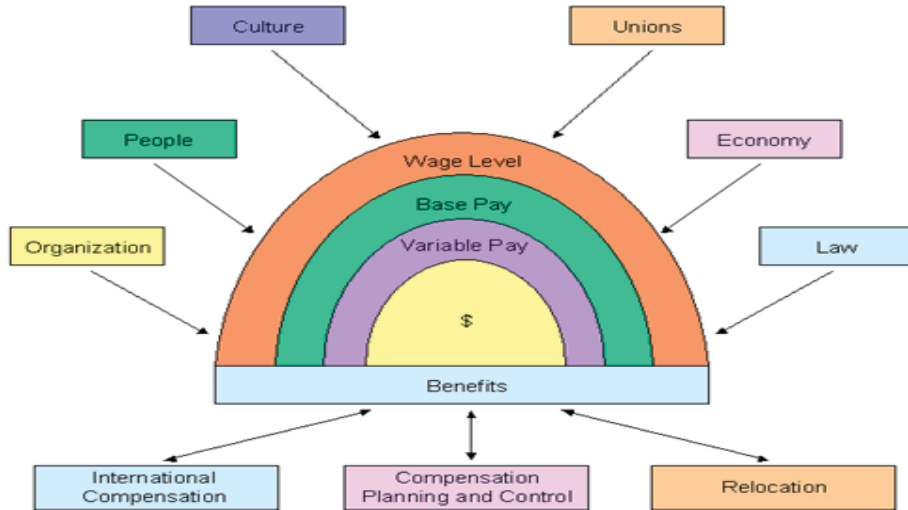 Culture
Unions
People
Economy
Wage Level
Base Pay
Organization
Variable Pay
Law
$
Benefits
International
Compensation
Compensation
Planning and Control
Relocation